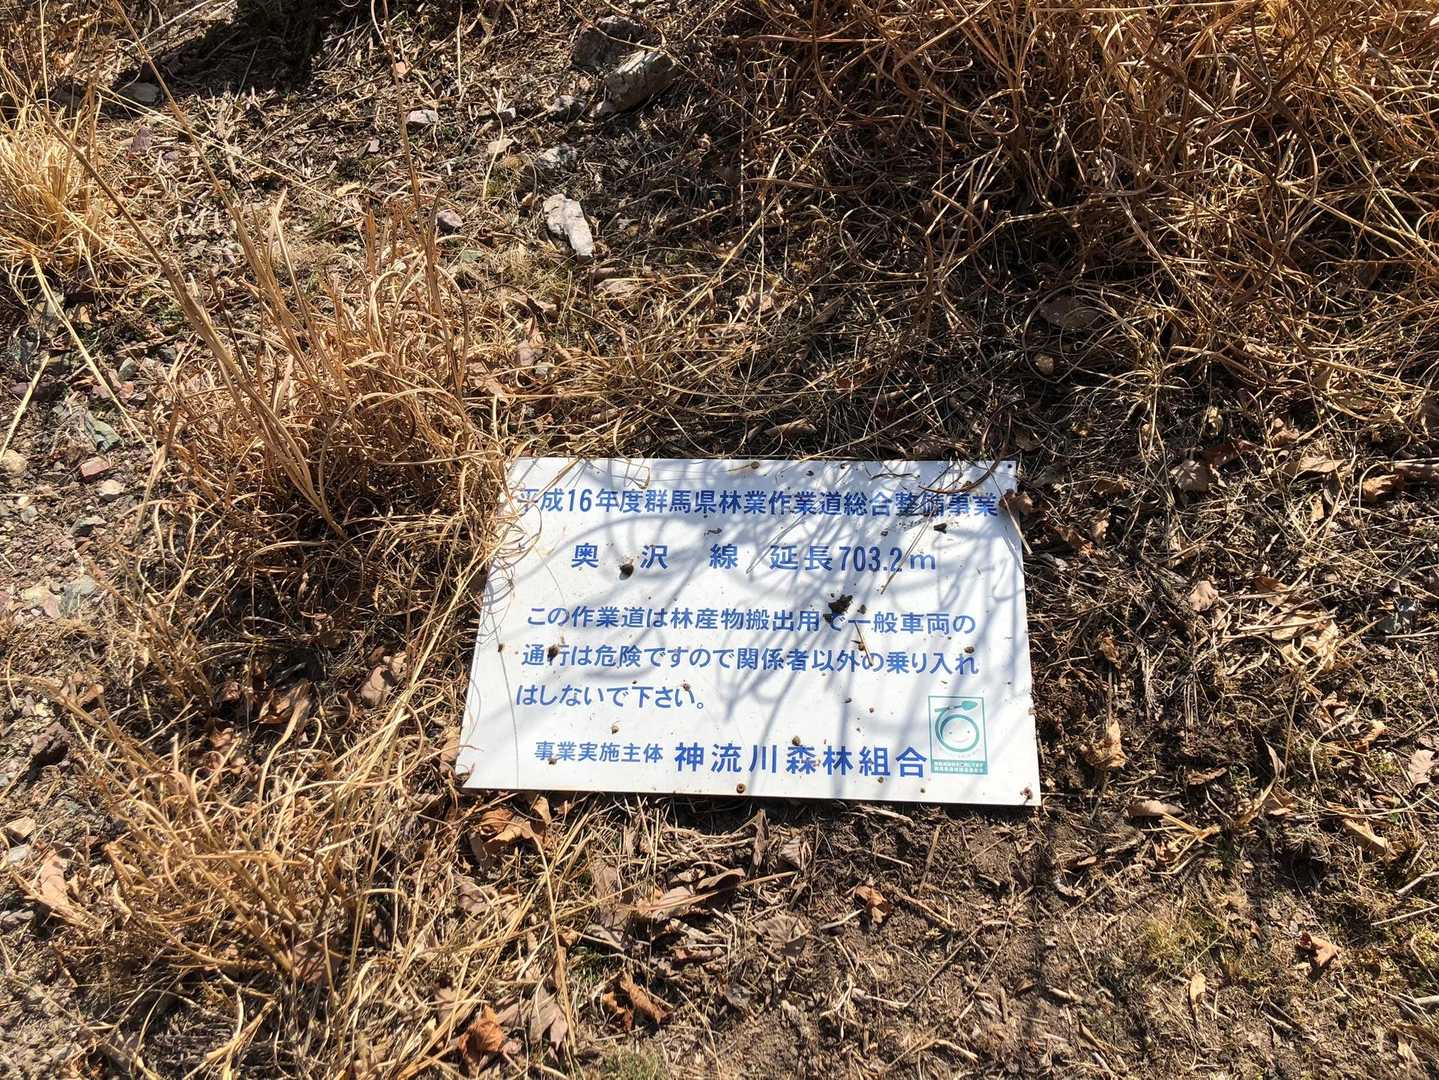 平成16年度群馬県林業作業道総合整備事業
奥沢線 延長703.2m
この作業道は林産物搬出用で一般車両の
通行は危険ですので関係者以外の乗り入れ
はしないで下さい。
事業実施主体 神流川森林組合